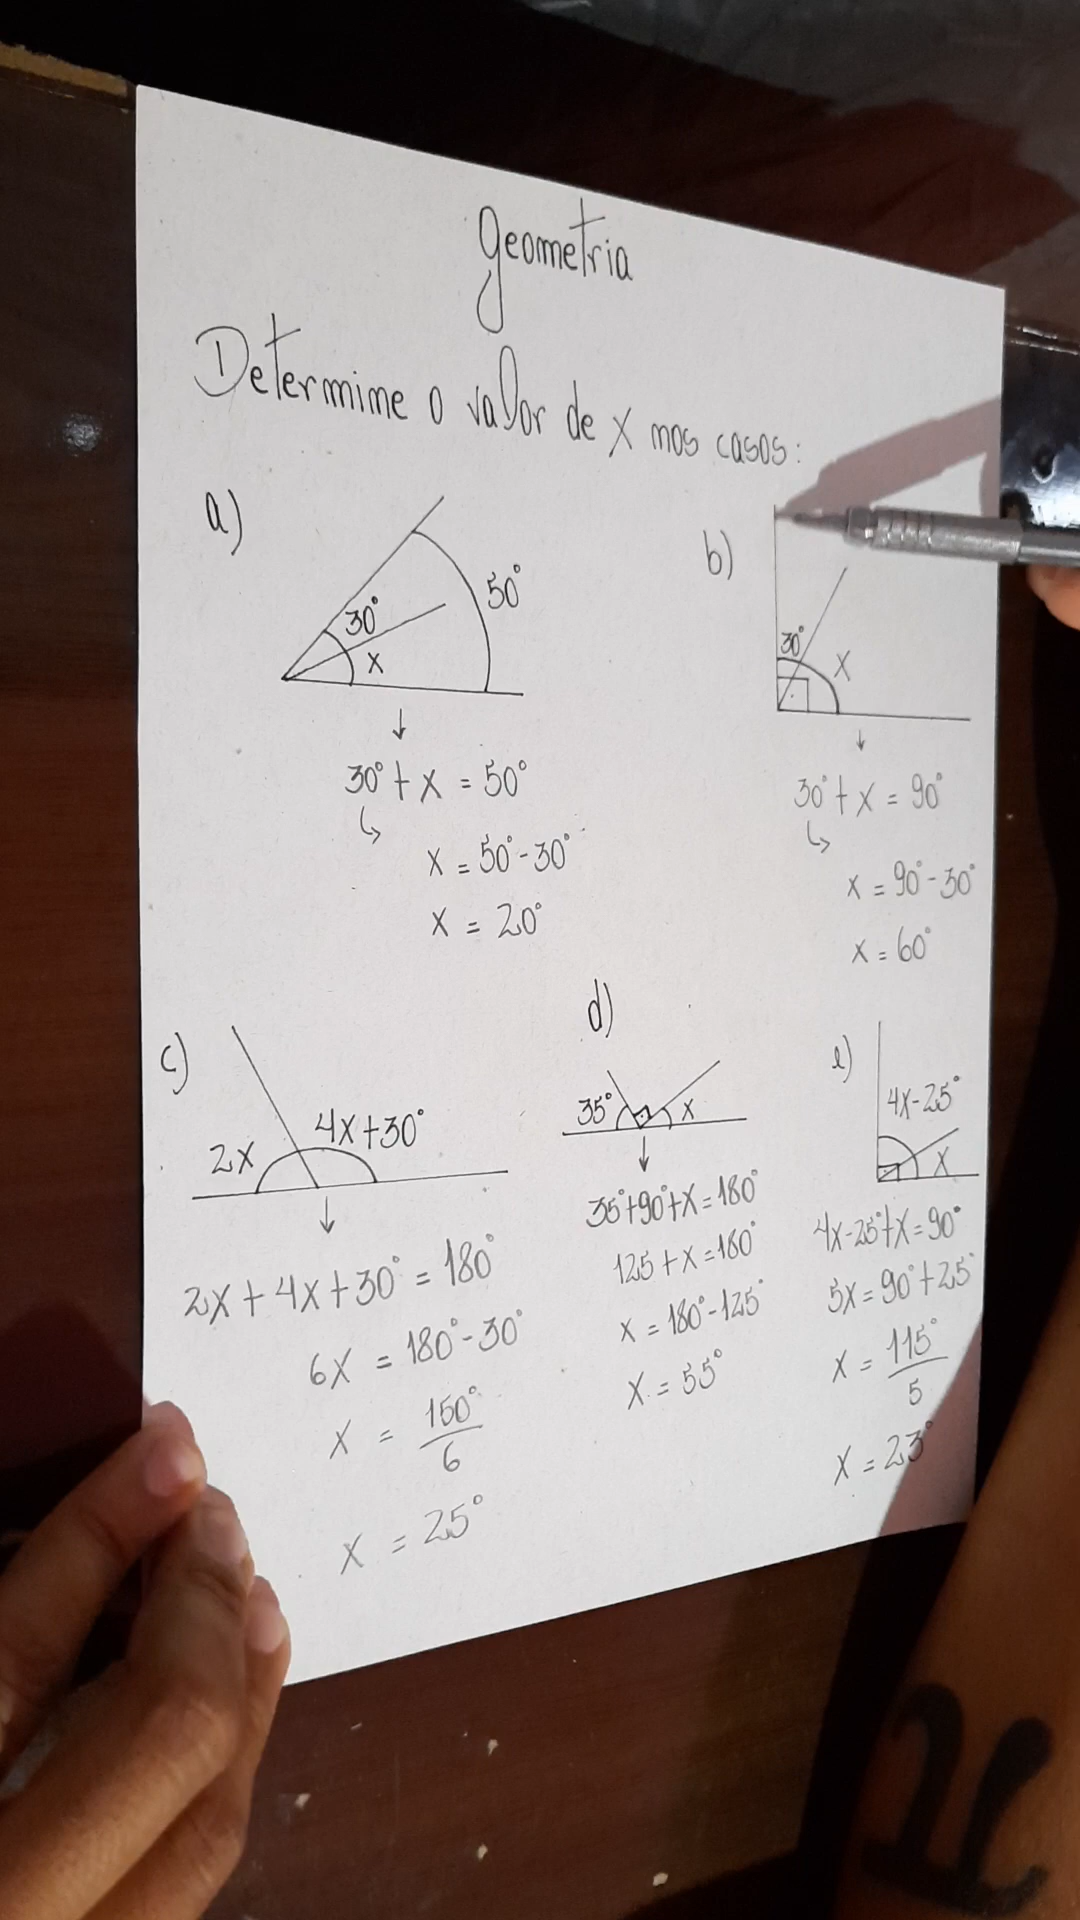 Geometria
Determine o valor de x nos casos:
a)
50°
30°
x
30° + x = 50°
x = 50° - 30°
x = 20°
b)
30°
x
30° + x = 90°
x = 90° - 30°
x = 60°
c)
2x
4x+30°
2x + 4x + 30° = 180°
6x = 180° - 30°
x = 150°
6
x = 25°
d)
35°
x
35°+90°+x=180°
125 + x = 180°
x = 180° - 125°
x = 55°
e)
4x-25°
x
4x-25°+x=90°
5x = 90° + 25°
x = 115°
5
x = 23°